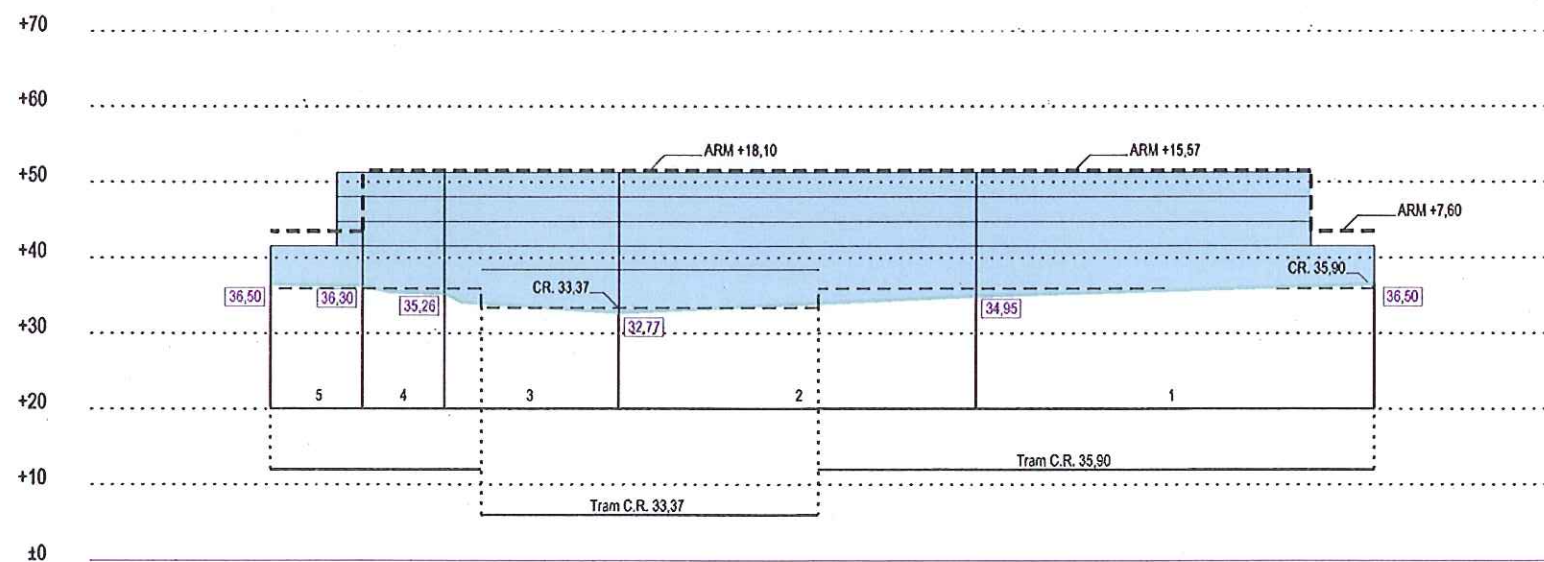 +70
+60
ARM +18,10
ARM +15,57
+50
ARM +7,60
+40
CR. 35,90
CR. 33,37
36,50
36,30
35,26
36,50
34,95
32,77
+30
5
4
3
2
1
+20
Tram C.R. 35,90
+10
Tram C.R. 33,37
±0